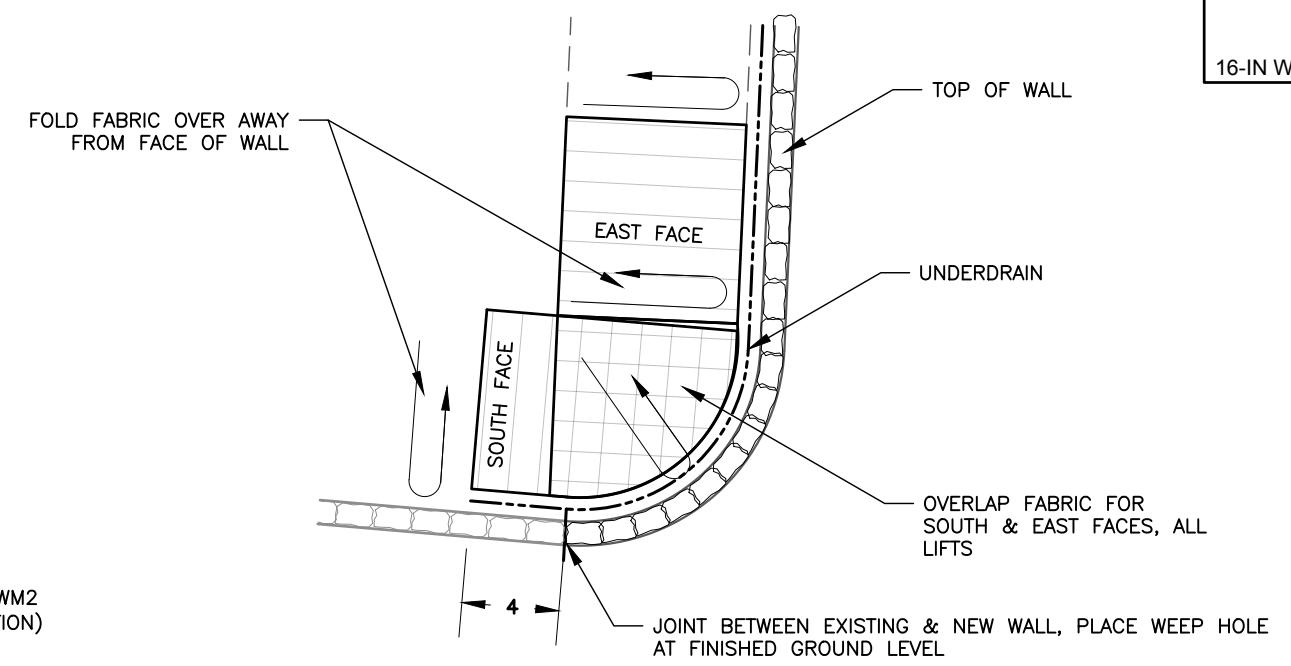 16-IN W
TOP OF WALL
FOLD FABRIC OVER AWAY
FROM FACE OF WALL
EAST FACE
UNDERDRAIN
SOUTH FACE
OVERLAP FABRIC FOR
SOUTH & EAST FACES, ALL
LIFTS
WM2
TION)
4
JOINT BETWEEN EXISTING & NEW WALL, PLACE WEEP HOLE
AT FINISHED GROUND LEVEL